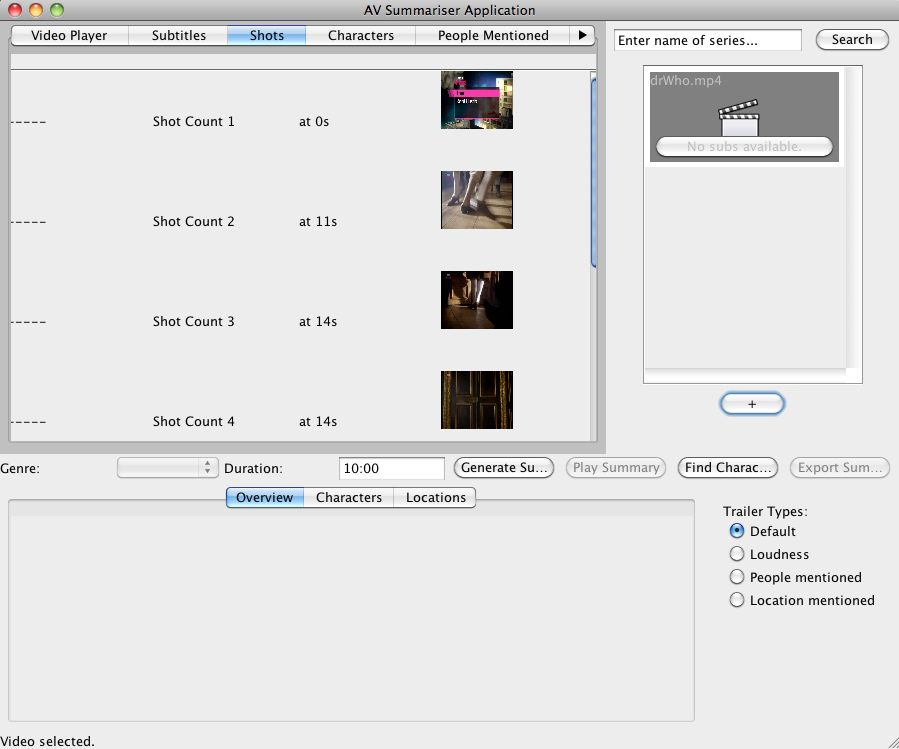 AV Summariser Application
Video Player Subtitles Shots Characters People Mentioned
Enter name of series... Search
drWho.mp4
No subs available.
----- Shot Count 1 at 0s
----- Shot Count 2 at 11s
----- Shot Count 3 at 14s
----- Shot Count 4 at 14s
+
Genre: Duration: 10:00 Generate Su... Play Summary Find Charac... Export Sum...
Overview Characters Locations
Trailer Types:
Default
Loudness
People mentioned
Location mentioned
Video selected.